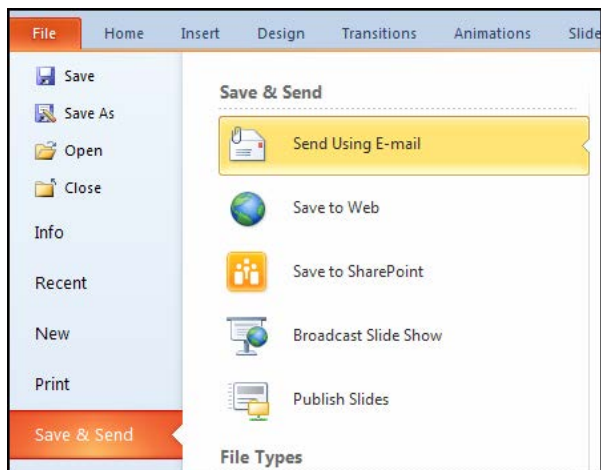 File Home Insert Design Transitions Animations Slide
Save
Save As
Open
Close
Info
Recent
New
Print
Save & Send
Save & Send
Send Using E-mail
Save to Web
Save to SharePoint
Broadcast Slide Show
Publish Slides
File Types